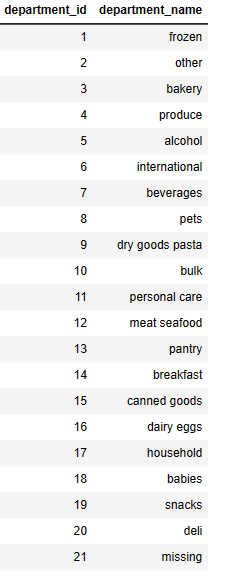 department_id department_name
1 frozen
2 other
3 bakery
4 produce
5 alcohol
6 international
7 beverages
8 pets
9 dry goods pasta
10 bulk
11 personal care
12 meat seafood
13 pantry
14 breakfast
15 canned goods
16 dairy eggs
17 household
18 babies
19 snacks
20 deli
21 missing